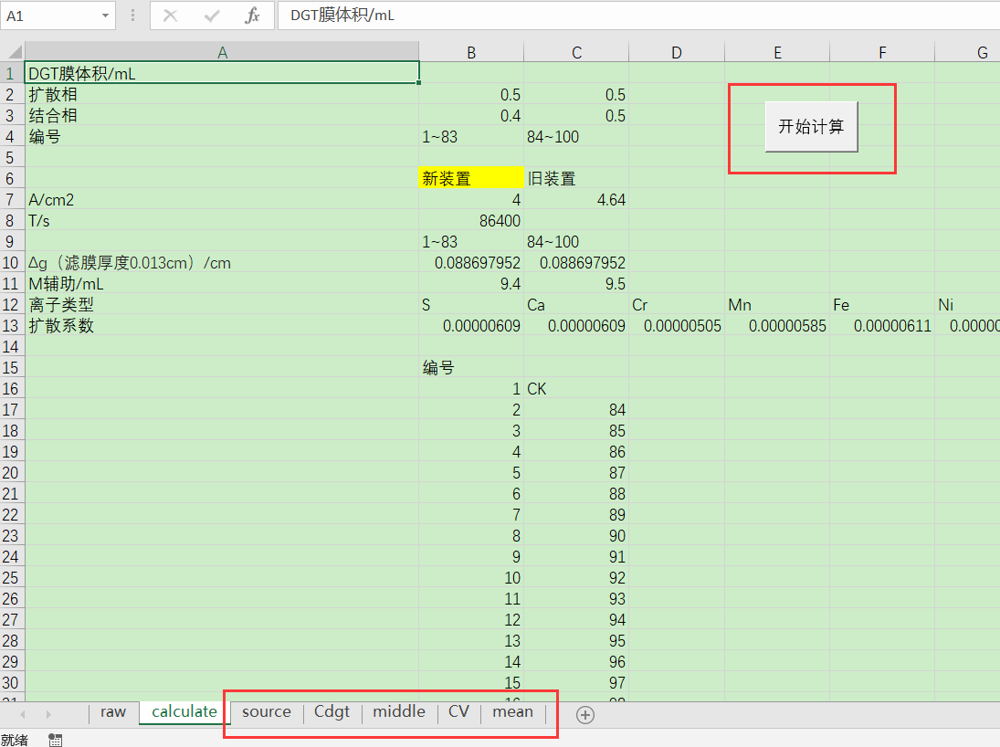 A1 fx DGT膜体积/mL
A B C D E F G
1 DGT膜体积/mL
2 扩散相 0.5 0.5
3 结合相 0.4 0.5
4 编号 1~83 84~100
5
6 新装置 旧装置
7 A/cm2 4 4.64
8 T/s 86400
9 1~83 84~100
10 Δg（滤膜厚度0.013cm）/cm 0.088697952 0.088697952
11 M辅助/mL 9.4 9.5
12 离子类型 S Ca Cr Mn Fe Ni
13 扩散系数 0.00000609 0.00000609 0.00000505 0.00000585 0.00000611 0.00000
14
15 编号
16 1 CK
17 2 84
18 3 85
19 4 86
20 5 87
21 6 88
22 7 89
23 8 90
24 9 91
25 10 92
26 11 93
27 12 94
28 13 95
29 14 96
30 15 97
开始计算
raw calculate source Cdgt middle CV mean
就绪